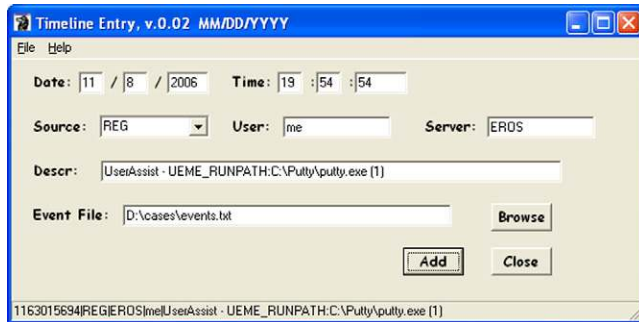 Timeline Entry, v.0.02 MM/DD/YYYY
File Help
Date: 11 / 8 / 2006 Time: 19 : 54 : 54
Source: REG User: me Server: EROS
Descr: UserAssist - UEME_RUNPATH:C:\Putty\putty.exe (1)
Event File: D:\cases\events.txt Browse
Add Close
1163015694|REG|EROS|me|UserAssist - UEME_RUNPATH:C:\Putty\putty.exe (1)